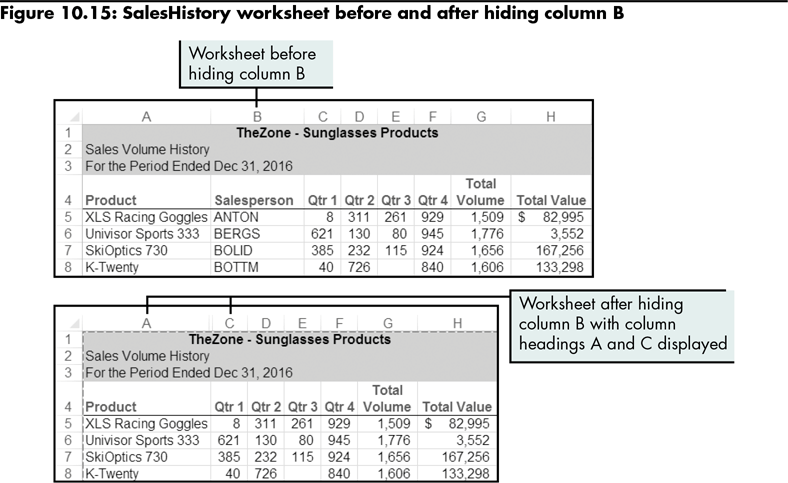 Figure 10.15: SalesHistory worksheet before and after hiding column B
Worksheet before
hiding column B
A B C D E F G H
1 TheZone - Sunglasses Products
2 Sales Volume History
3 For the Period Ended Dec 31, 2016
Total
4 Product Salesperson Qtr 1 Qtr 2 Qtr 3 Qtr 4 Volume Total Value
5 XLS Racing Goggles ANTON 8 311 261 929 1,509 $ 82,995
6 Univisor Sports 333 BERGS 621 130 80 945 1,776 3,552
7 SkiOptics 730 BOLID 385 232 115 924 1,656 167,256
8 K-Twenty BOTTM 40 726 840 1,606 133,298
Worksheet after hiding
column B with column
headings A and C displayed
A C D E F G H
1 TheZone - Sunglasses Products
2 Sales Volume History
3 For the Period Ended Dec 31, 2016
Total
4 Product Qtr 1 Qtr 2 Qtr 3 Qtr 4 Volume Total Value
5 XLS Racing Goggles 8 311 261 929 1,509 $ 82,995
6 Univisor Sports 333 621 130 80 945 1,776 3,552
7 SkiOptics 730 385 232 115 924 1,656 167,256
8 K-Twenty 40 726 840 1,606 133,298